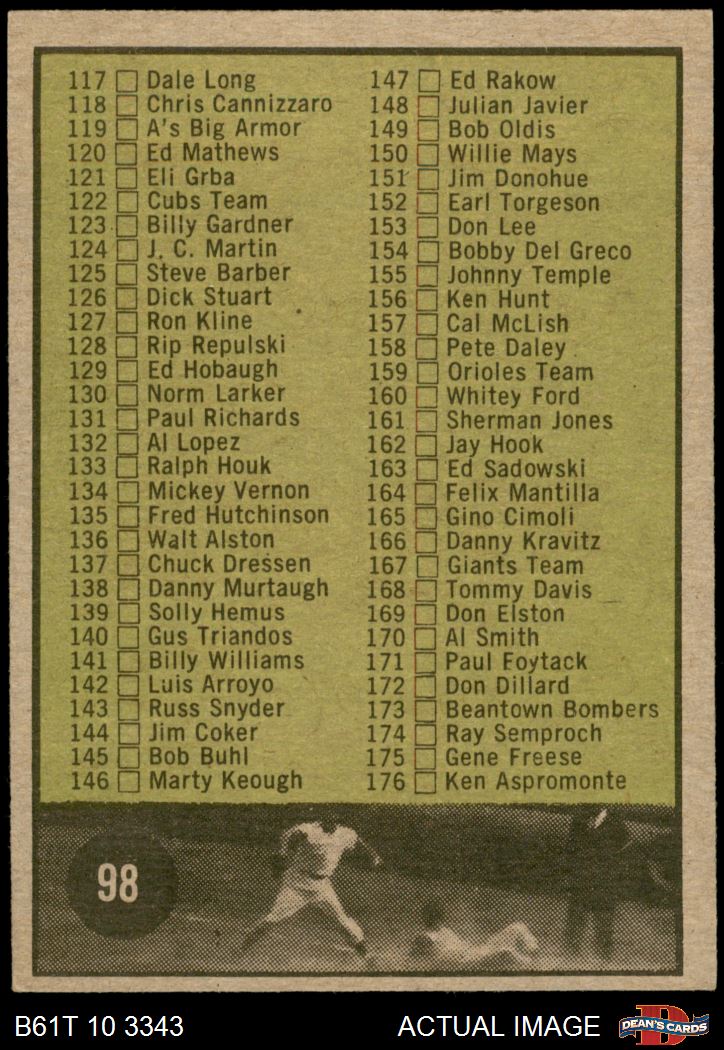 117 Dale Long
118 Chris Cannizzaro
119 A's Big Armor
120 Ed Mathews
121 Eli Grba
122 Cubs Team
123 Billy Gardner
124 J. C. Martin
125 Steve Barber
126 Dick Stuart
127 Ron Kline
128 Rip Repulski
129 Ed Hobaugh
130 Norm Larker
131 Paul Richards
132 Al Lopez
133 Ralph Houk
134 Mickey Vernon
135 Fred Hutchinson
136 Walt Alston
137 Chuck Dressen
138 Danny Murtaugh
139 Solly Hemus
140 Gus Triandos
141 Billy Williams
142 Luis Arroyo
143 Russ Snyder
144 Jim Coker
145 Bob Buhl
146 Marty Keough
147 Ed Rakow
148 Julian Javier
149 Bob Oldis
150 Willie Mays
151 Jim Donohue
152 Earl Torgeson
153 Don Lee
154 Bobby Del Greco
155 Johnny Temple
156 Ken Hunt
157 Cal McLish
158 Pete Daley
159 Orioles Team
160 Whitey Ford
161 Sherman Jones
162 Jay Hook
163 Ed Sadowski
164 Felix Mantilla
165 Gino Cimoli
166 Danny Kravitz
167 Giants Team
168 Tommy Davis
169 Don Elston
170 Al Smith
171 Paul Foytack
172 Don Dillard
173 Beantown Bombers
174 Ray Semproch
175 Gene Freese
176 Ken Aspromonte
98
B61T 10 3343
ACTUAL IMAGE
D
DEAN'S CARDS